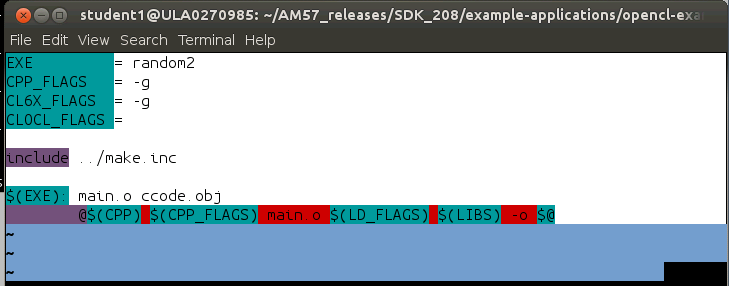 student1@ULA0270985: ~/AM57_releases/SDK_208/example-applications/opencl-exa
File Edit View Search Terminal Help
EXE = random2
CPP_FLAGS = -g
CL6X_FLAGS = -g
CLOCL_FLAGS =
include ../make.inc
$(EXE): main.o ccode.obj
@$(CPP) $(CPP_FLAGS) main.o $(LD_FLAGS) $(LIBS) -o $@
~
~
~